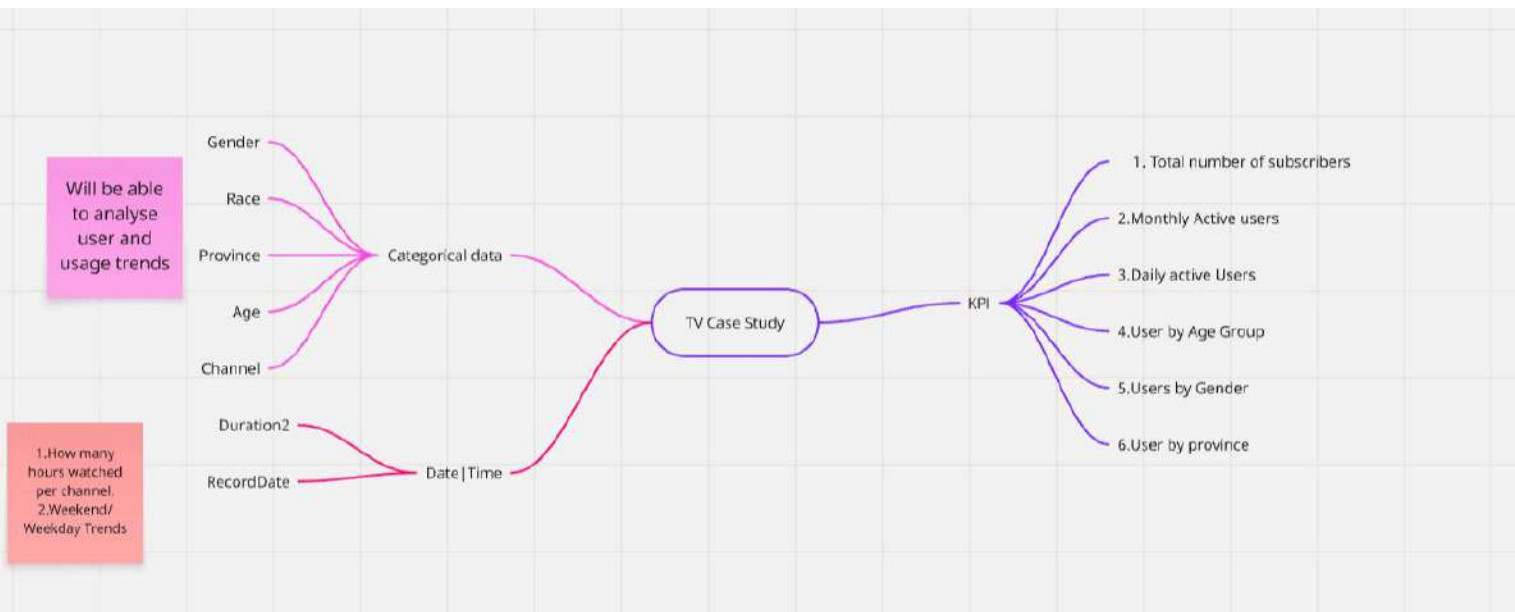 Will be able
to analyse
user and
usage trends
Gender
Race
Province
Age
Channel
Categorical data
1.How many
hours watched
per channel.
2.Weekend/
Weekday Trends
Duration2
RecordDate
Date|Time
TV Case Study
KPI
1. Total number of subscribers
2.Monthly Active users
3.Daily active Users
4.User by Age Group
5.Users by Gender
6.User by province